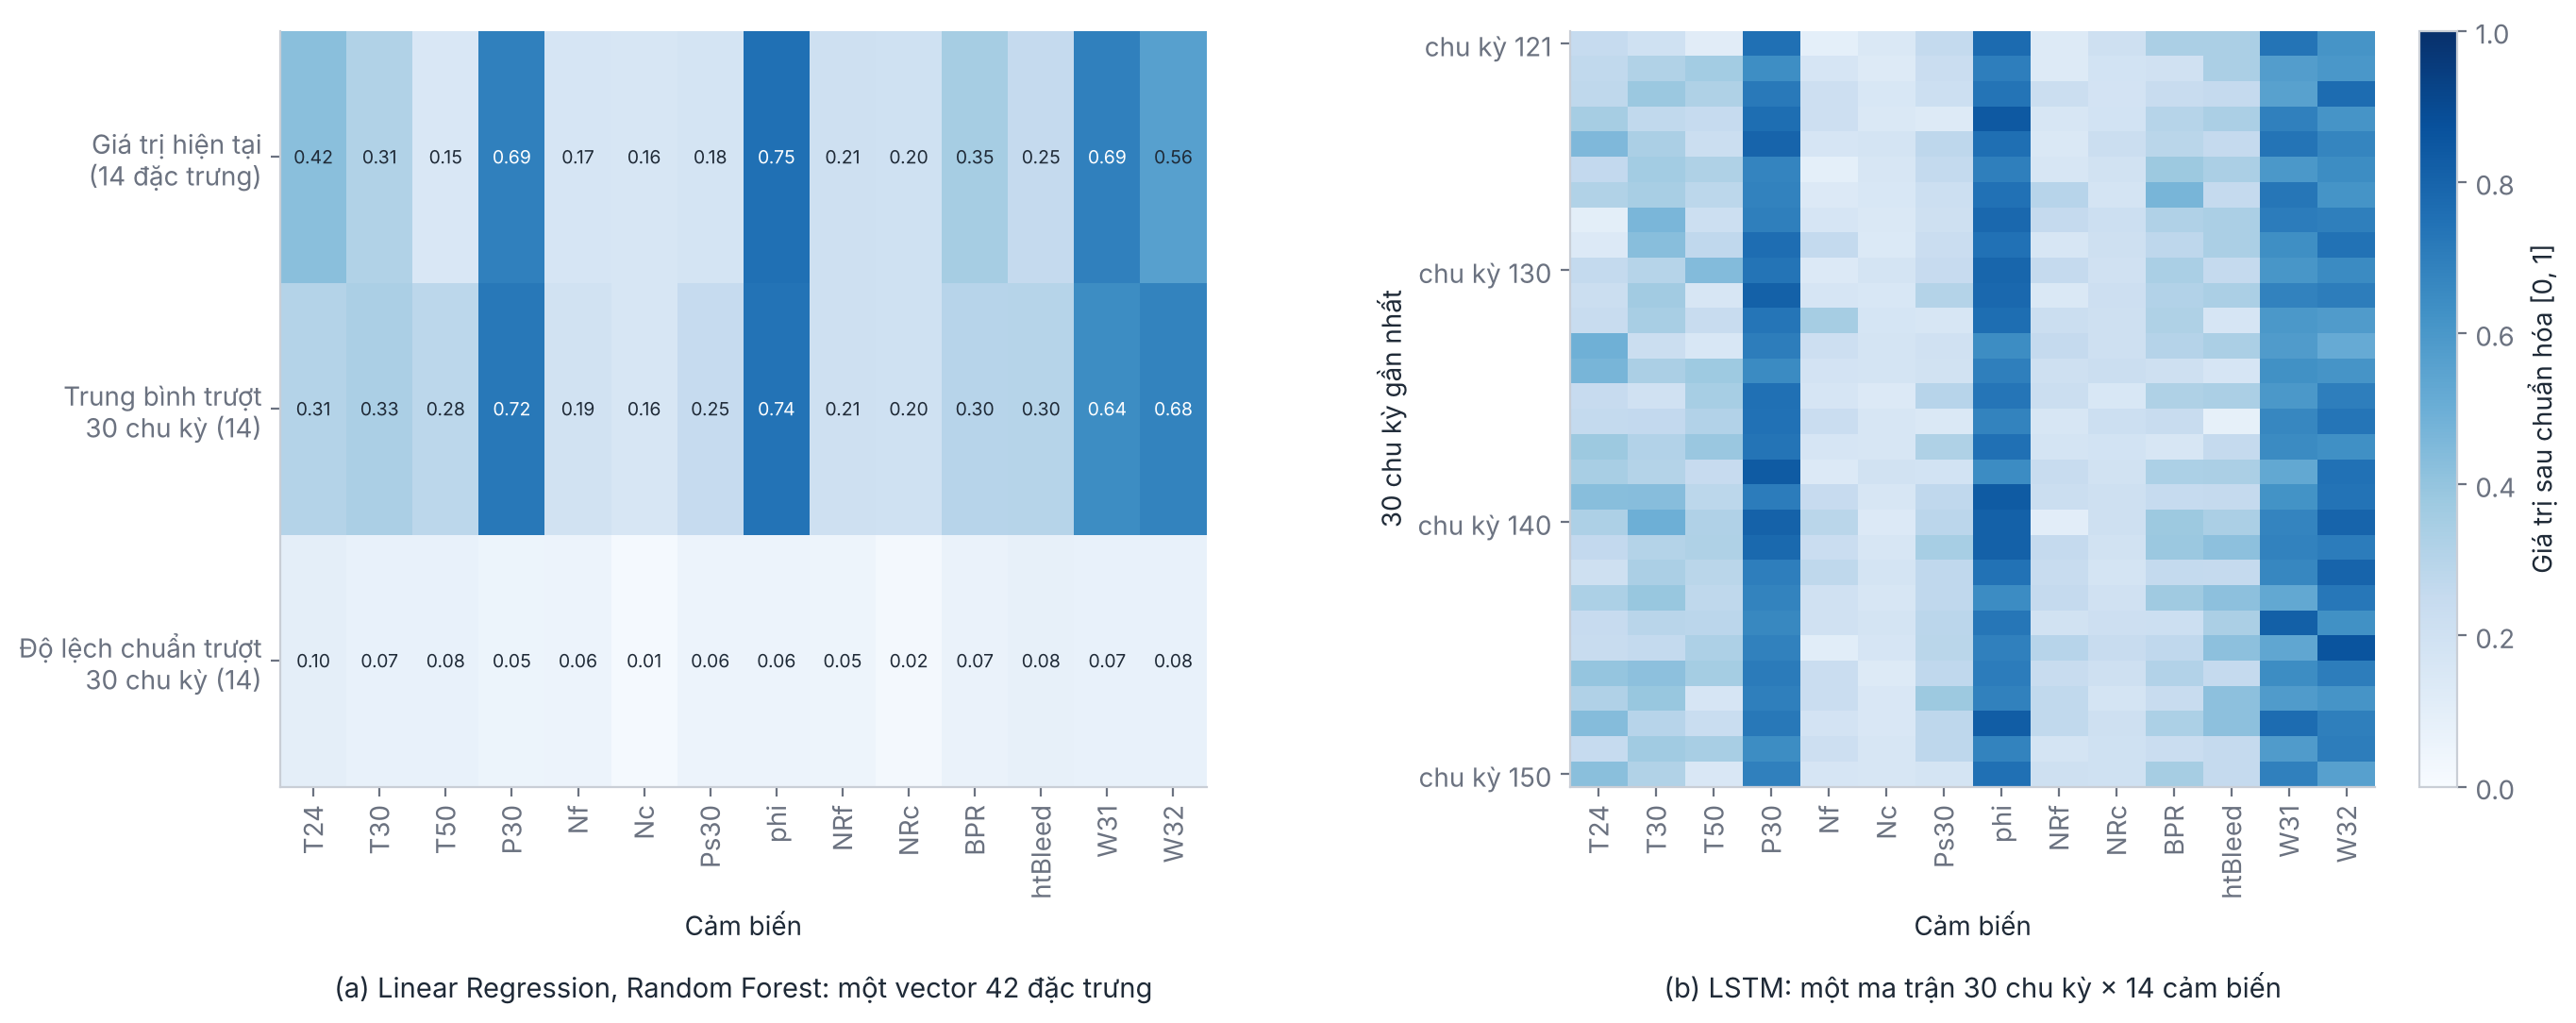 Giá trị hiện tại
(14 đặc trưng)
0.42 0.31 0.15 0.69 0.17 0.16 0.18 0.75 0.21 0.20 0.35 0.25 0.69 0.56
Trung bình trượt
30 chu kỳ (14)
0.31 0.33 0.28 0.72 0.19 0.16 0.25 0.74 0.21 0.20 0.30 0.30 0.64 0.68
Độ lệch chuẩn trượt
30 chu kỳ (14)
0.10 0.07 0.08 0.05 0.06 0.01 0.06 0.06 0.05 0.02 0.07 0.08 0.07 0.08
T24 T30 T50 P30 Nf Nc Ps30 phi NRf NRc BPR htBleed W31 W32
Cảm biến
(a) Linear Regression, Random Forest: một vector 42 đặc trưng
30 chu kỳ gần nhất
chu kỳ 121
chu kỳ 130
chu kỳ 140
chu kỳ 150
T24 T30 T50 P30 Nf Nc Ps30 phi NRf NRc BPR htBleed W31 W32
Cảm biến
(b) LSTM: một ma trận 30 chu kỳ × 14 cảm biến
1.0
0.8
0.6
0.4
0.2
0.0
Giá trị sau chuẩn hóa [0, 1]